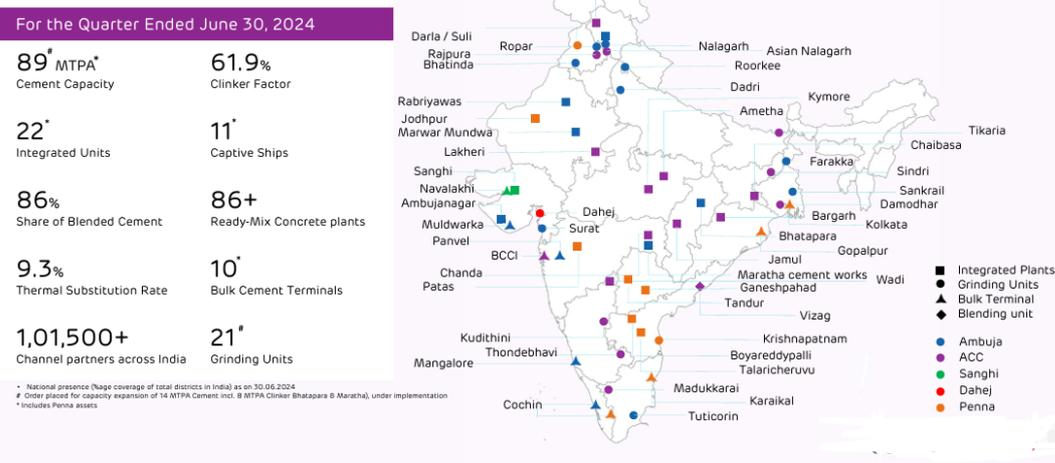 For the Quarter Ended June 30, 2024
89# MTPA*
Cement Capacity
61.9%
Clinker Factor
22*
Integrated Units
11*
Captive Ships
86%
Share of Blended Cement
86+
Ready-Mix Concrete plants
9.3%
Thermal Substitution Rate
10*
Bulk Cement Terminals
1,01,500+
Channel partners across India
21#
Grinding Units
• National presence (%age coverage of total districts in India) as on 30.06.2024
# Order placed for capacity expansion of 14 MTPA Cement incl. 8 MTPA Clinker Bhatapara & Maratha), under implementation
* Includes Penna assets
Darla / Suli
Ropar
Rajpura
Bhatinda
Rabriyawas
Jodhpur
Marwar Mundwa
Lakheri
Sanghi
Navalakhi
Ambujanagar
Muldwarka
Panvel
BCCI
Chanda
Patas
Dahej
Surat
Kudithini
Thondebhavi
Mangalore
Cochin
Nalagarh
Asian Nalagarh
Roorkee
Dadri
Kymore
Ametha
Tikaria
Chaibasa
Farakka
Sindri
Sankrail
Damodhar
Bargarh
Kolkata
Bhatapara
Gopalpur
Jamul
Maratha cement works
Wadi
Ganeshpahad
Tandur
Vizag
Krishnapatnam
Boyareddypalli
Talaricheruvu
Madukkarai
Karaikal
Tuticorin
Integrated Plants
Grinding Units
Bulk Terminal
Blending unit
Ambuja
ACC
Sanghi
Dahej
Penna